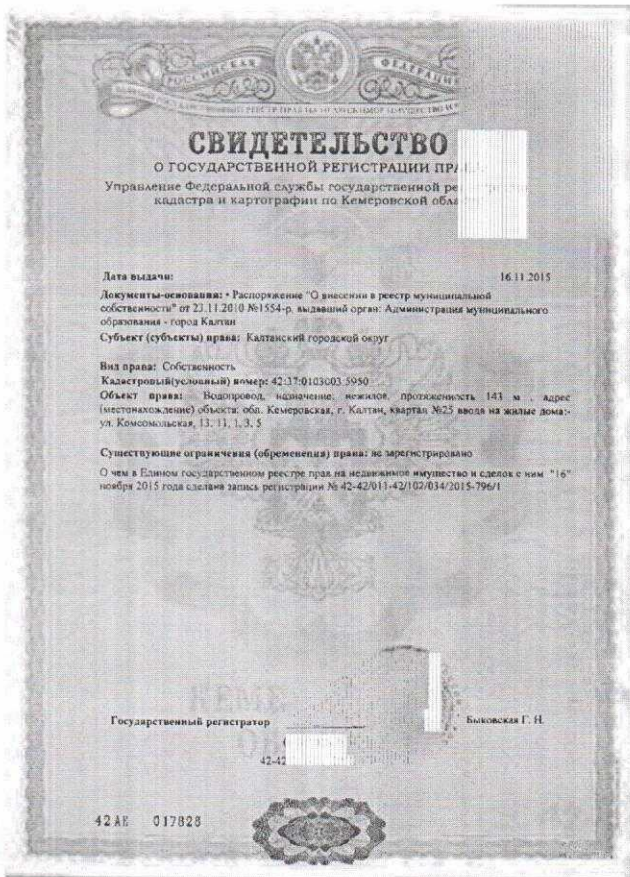 РОССИЙСКАЯ ФЕДЕРАЦИЯ
СВИДЕТЕЛЬСТВО
О ГОСУДАРСТВЕННОЙ РЕГИСТРАЦИИ
Управление Федеральной службы государственной
кадастра и картографии по Кемеровской
Дата выдачи: 16.11.2015
Документы-основания: • Распоряжение "О внесении в реестр муниципальной
собственности" от 23.11.2010 №1554-р, выдавший орган: Администрация муниципального
образования - город Калтан
Субъект (субъекты) права: Калтанский городской округ
Вид права: Собственность
Кадастровый(условный) номер: 42:37:0103003:5950
Объект права: Водопровод, назначение: нежилое, протяженность 143 м , адрес
(местонахождение) объекта: обл. Кемеровская, г. Калтан, квартал №25 ввода на жилые дома:-
ул. Комсомольская, 13, 11, 1, 3, 5
Существующие ограничения (обременения) права: не зарегистрировано
О чем в Едином государственном реестре прав на недвижимое имущество и сделок с ним "16"
ноября 2015 года сделана запись регистрации № 42-42/011-42/102/034/2015-796/1
Государственный регистратор Быковская Г. Н.
42-42
42 АЕ 017828